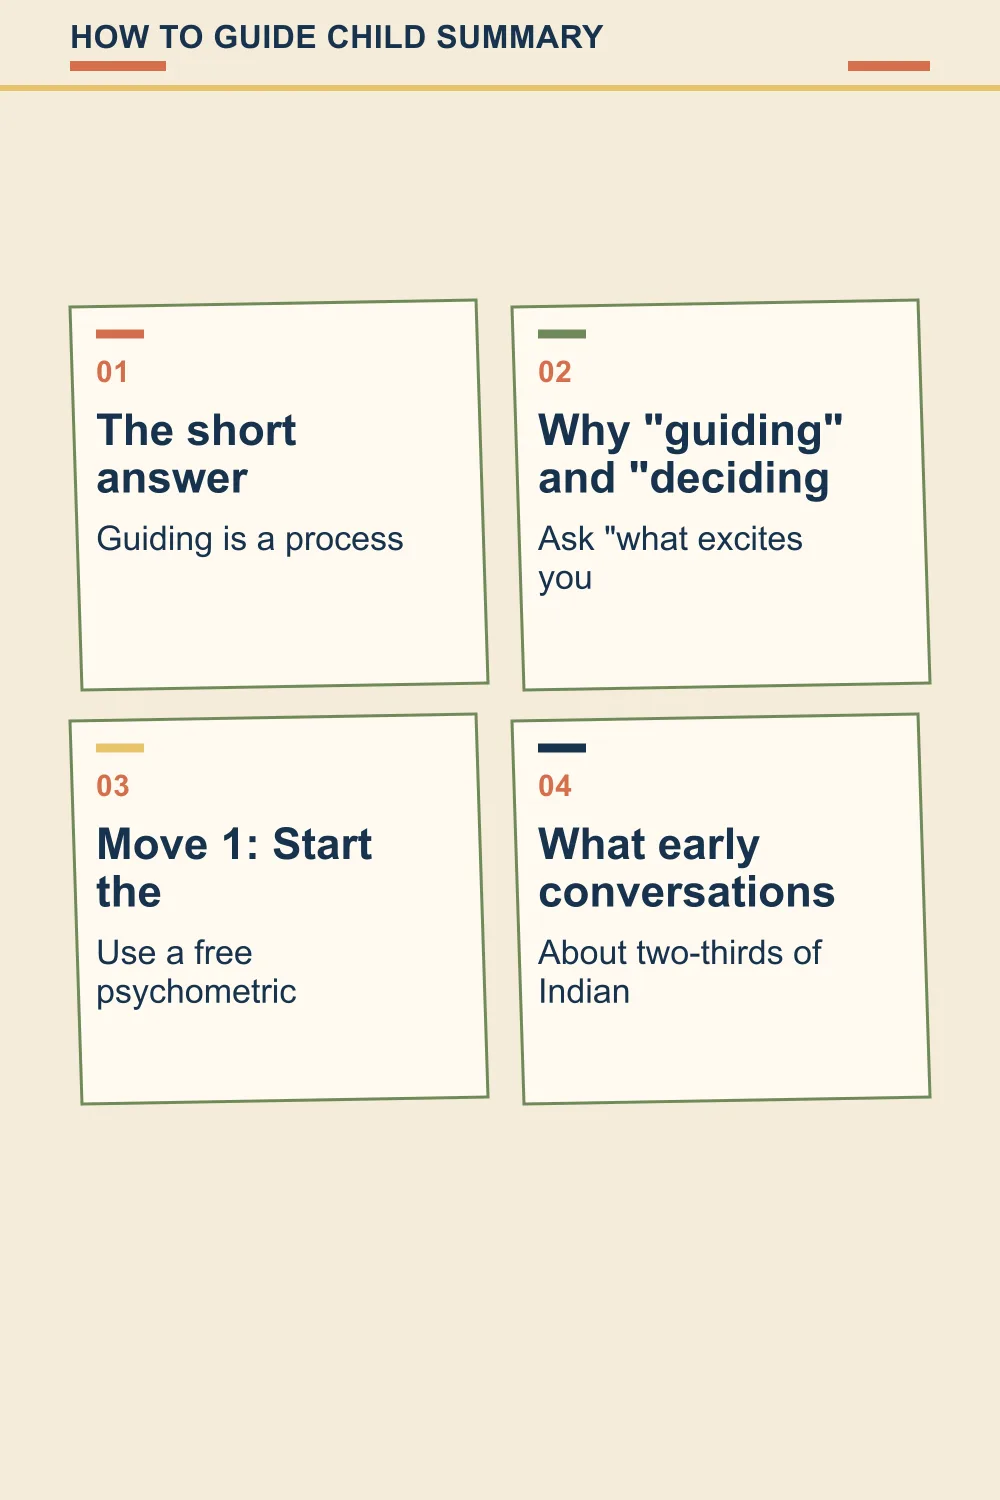 HOW TO GUIDE CHILD SUMMARY
01
The short
answer
Guiding is a process
02
Why "guiding"
and "deciding
Ask "what excites
you
03
Move 1: Start
the
Use a free
psychometric
04
What early
conversations
About two-thirds of
Indian